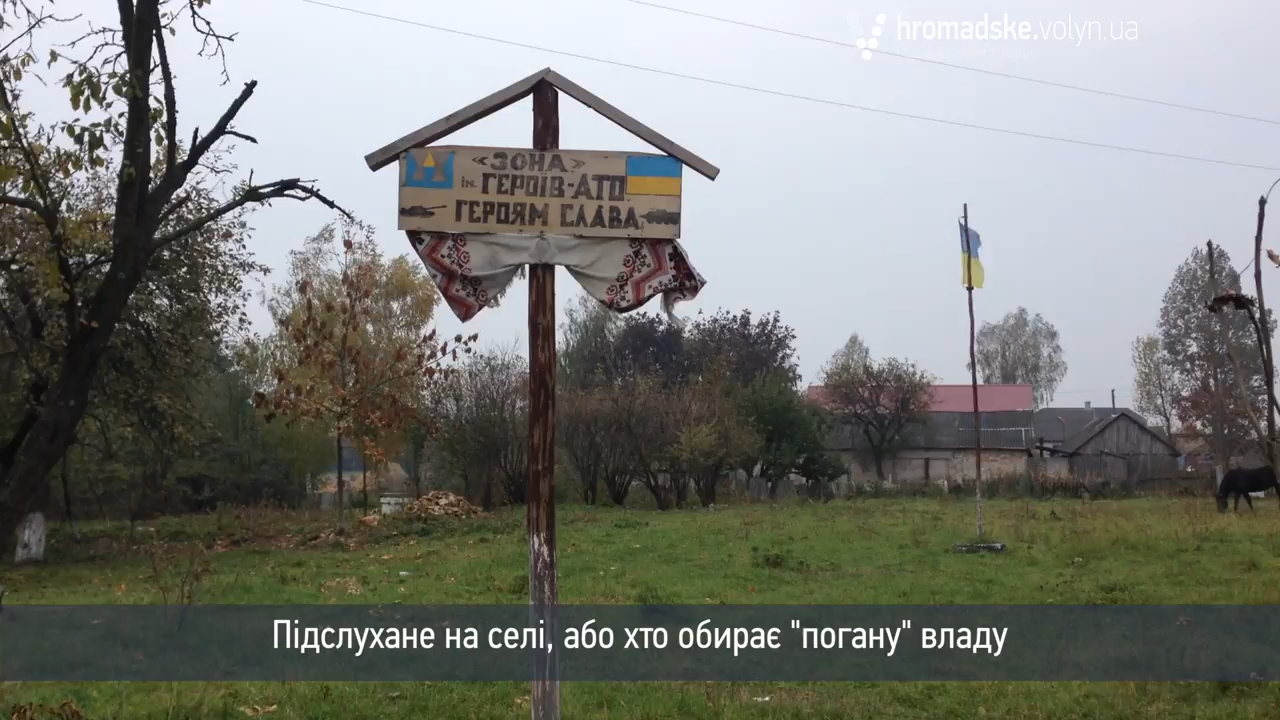 hromadske.volyn.ua
«ЗОНА»
ім. ГЕРОЇВ-АТО
ГЕРОЯМ СЛАВА
Підслухане на селі, або хто обирає "погану" владу